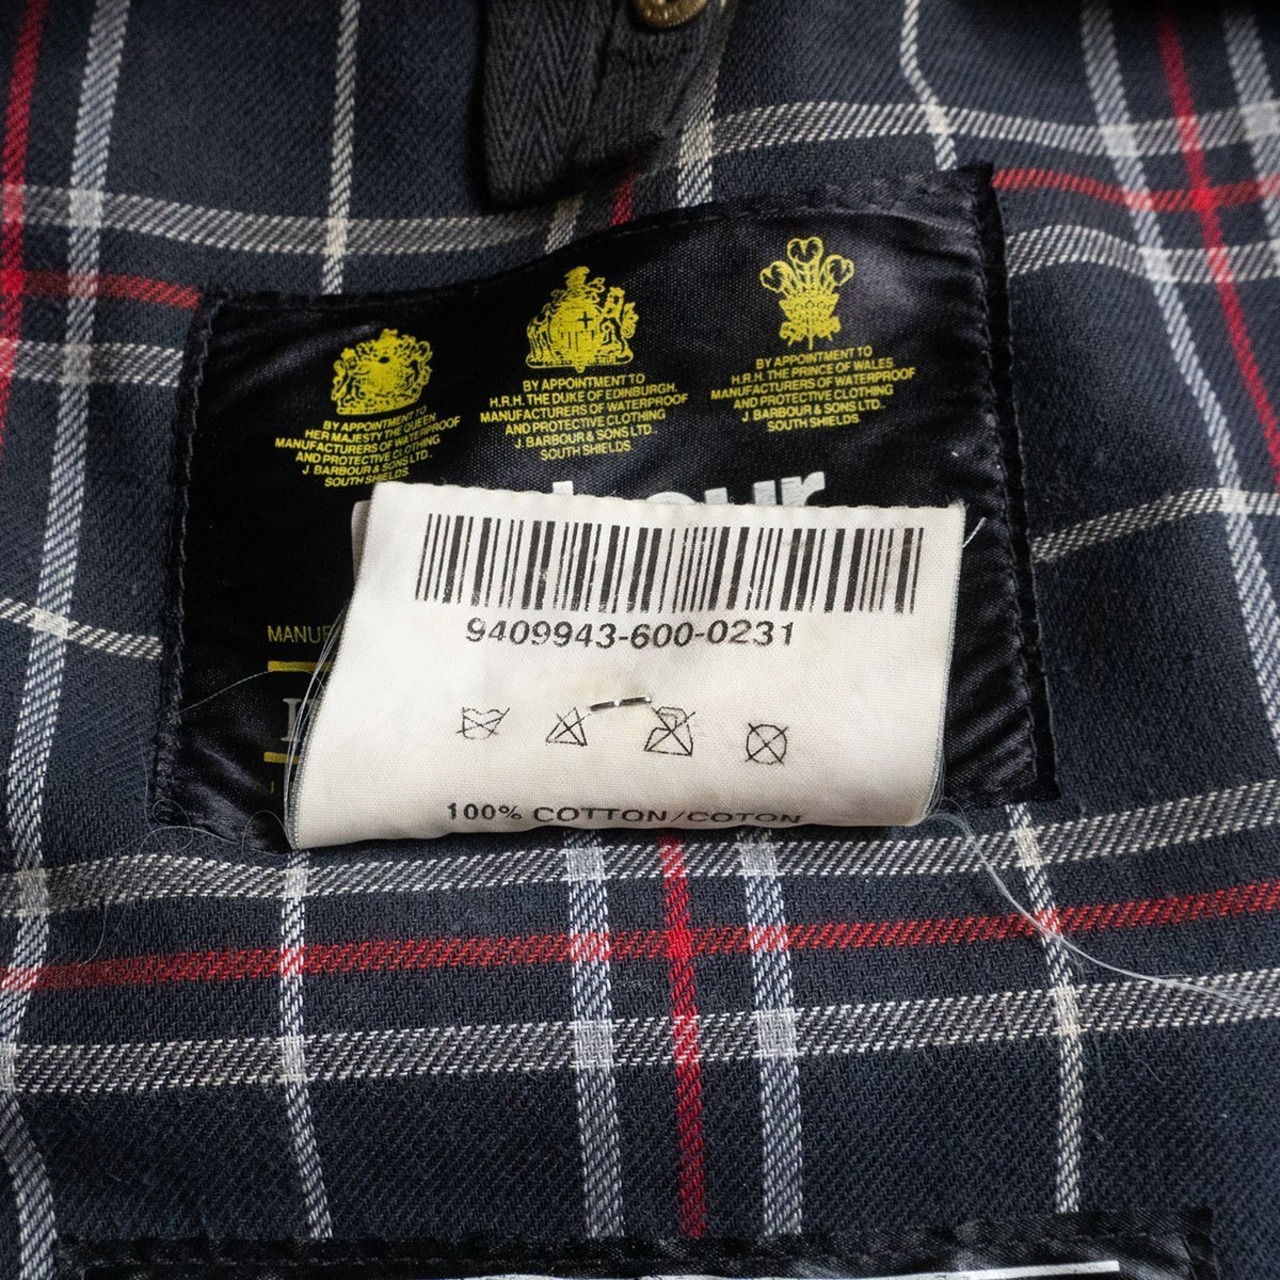 BY APPOINTMENT TO
HER MAJESTY THE QUEEN
MANUFACTURERS OF WATERPROOF
AND PROTECTIVE CLOTHING
J BARBOUR & SONS LTD.,
SOUTH SHIELDS
BY APPOINTMENT TO
H.R.H. THE DUKE OF EDINBURGH,
MANUFACTURERS OF WATERPROOF
AND PROTECTIVE CLOTHING
J. BARBOUR & SONS LTD.
SOUTH SHIELDS.
BY APPOINTMENT TO
H.R.H. THE PRINCE OF WALES
MANUFACTURERS OF WATERPROOF
AND PROTECTIVE CLOTHING
J BARBOUR & SONS LTD..
SOUTH SHIELDS
9409943-600-0231
100% COTTON/COTON